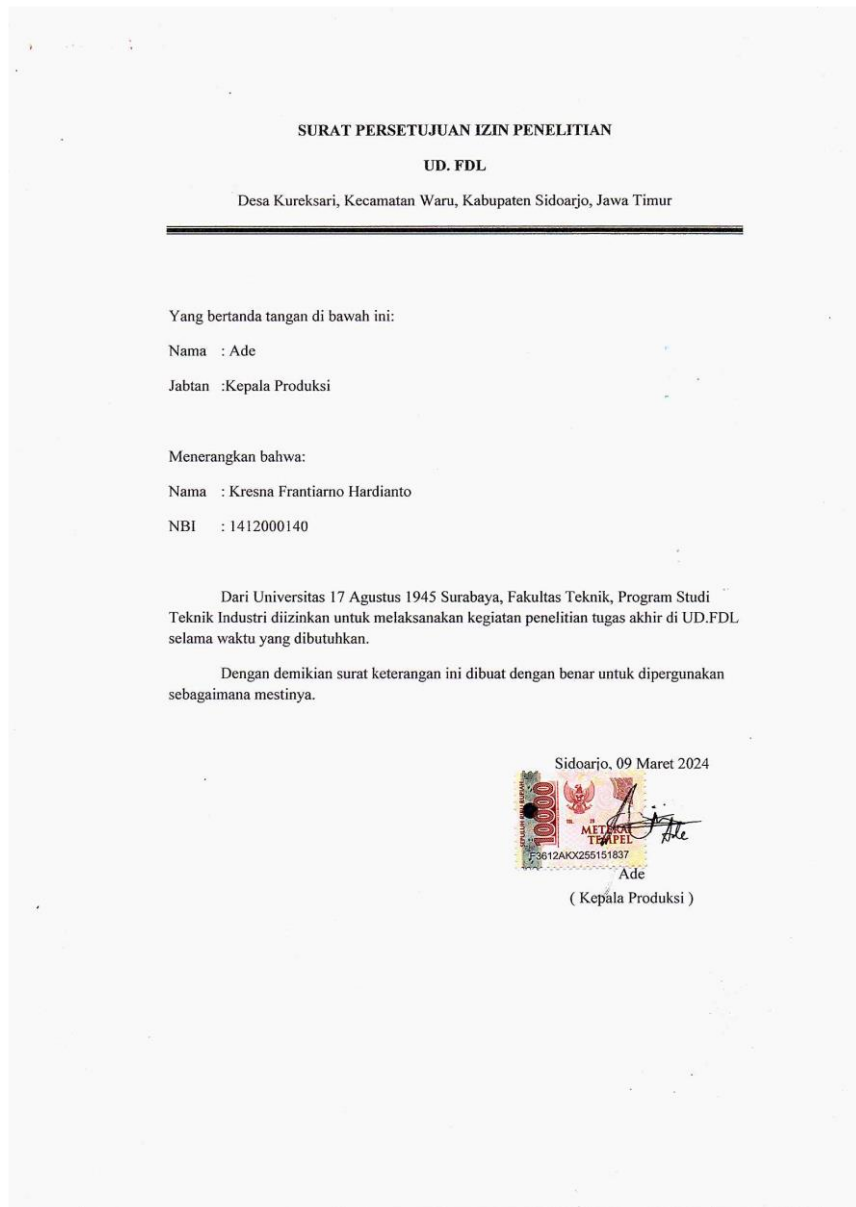 SURAT PERSETUJUAN IZIN PENELITIAN
UD. FDL
Desa Kureksari, Kecamatan Waru, Kabupaten Sidoarjo, Jawa Timur
Yang bertanda tangan di bawah ini:
Nama : Ade
Jabtan :Kepala Produksi
Menerangkan bahwa:
Nama : Kresna Frantiarno Hardianto
NBI : 1412000140
Dari Universitas 17 Agustus 1945 Surabaya, Fakultas Teknik, Program Studi
Teknik Industri diizinkan untuk melaksanakan kegiatan penelitian tugas akhir di UD.FDL
selama waktu yang dibutuhkan.
Dengan demikian surat keterangan ini dibuat dengan benar untuk dipergunakan
sebagaimana mestinya.
Sidoarjo, 09 Maret 2024
SEPULUH RIBU RUPIAH
10000
METERAI
TEMPEL
F3612AKX255151837
Ade
Ade
( Kepala Produksi )